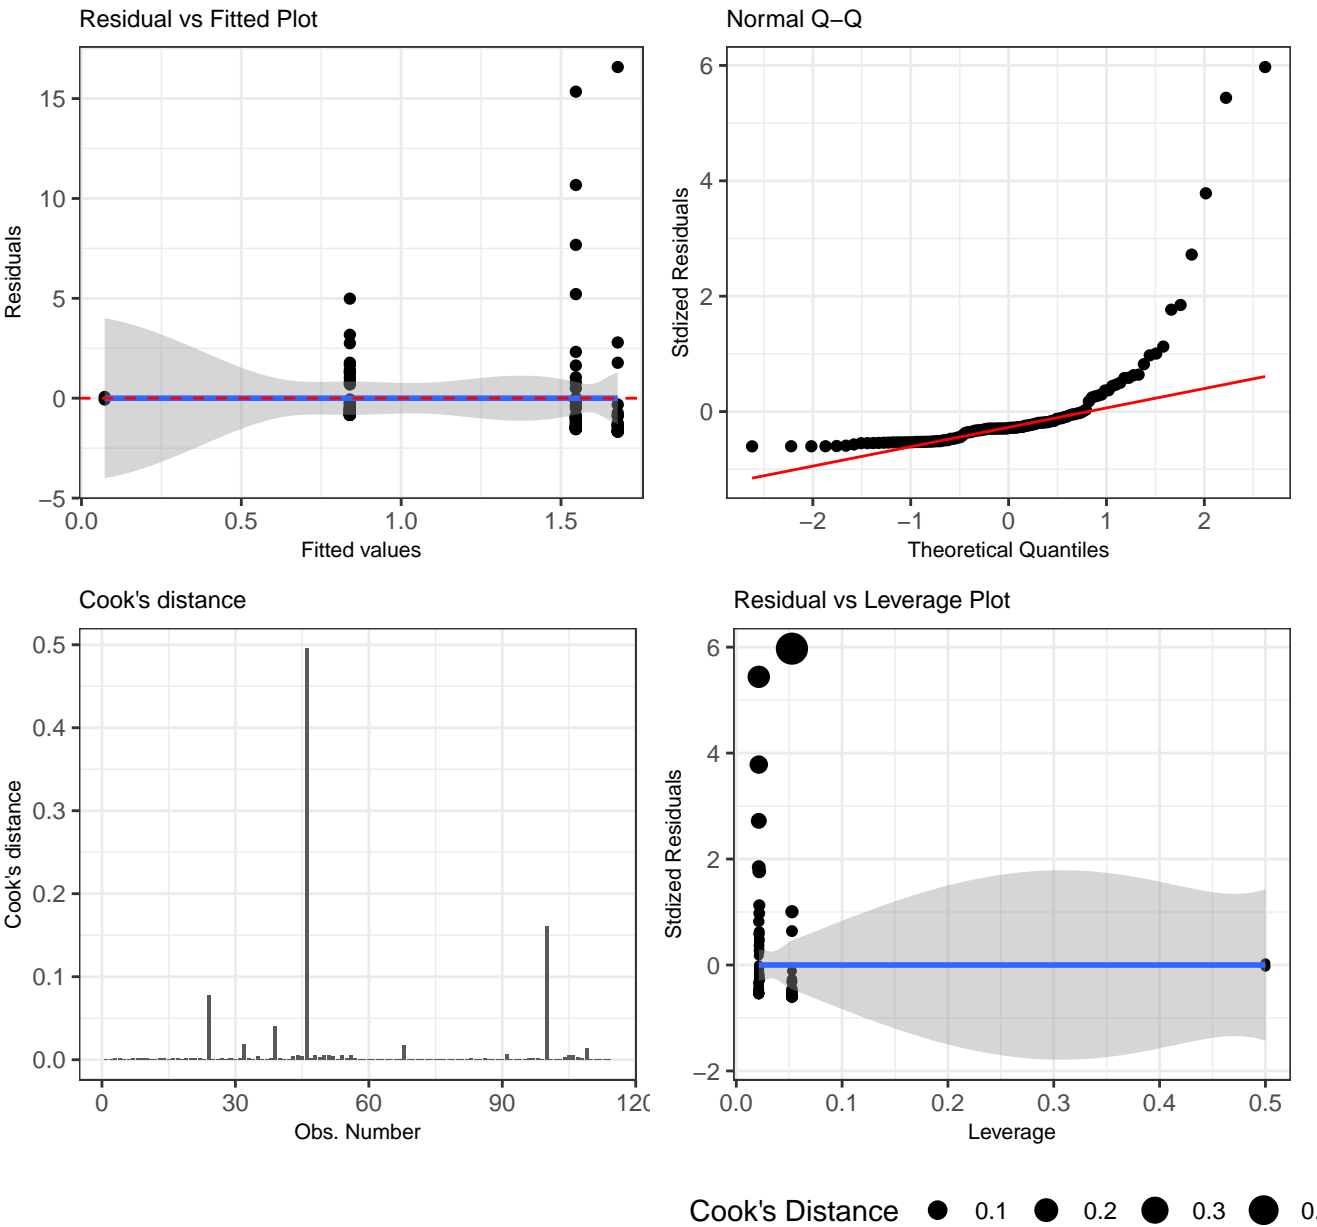 Residual vs Fitted Plot
15
10
5
0
−5
0.0 0.5 1.0 1.5
Residuals
Fitted values
Normal Q−Q
6
4
2
0
−2 −1 0 1 2
Stdized Residuals
Theoretical Quantiles
Cook's distance
0.5
0.4
0.3
0.2
0.1
0.0
0 30 60 90 120
Cook's distance
Obs. Number
Residual vs Leverage Plot
6
4
2
0
−2
0.0 0.1 0.2 0.3 0.4 0.5
Stdized Residuals
Leverage
Cook's Distance 0.1 0.2 0.3